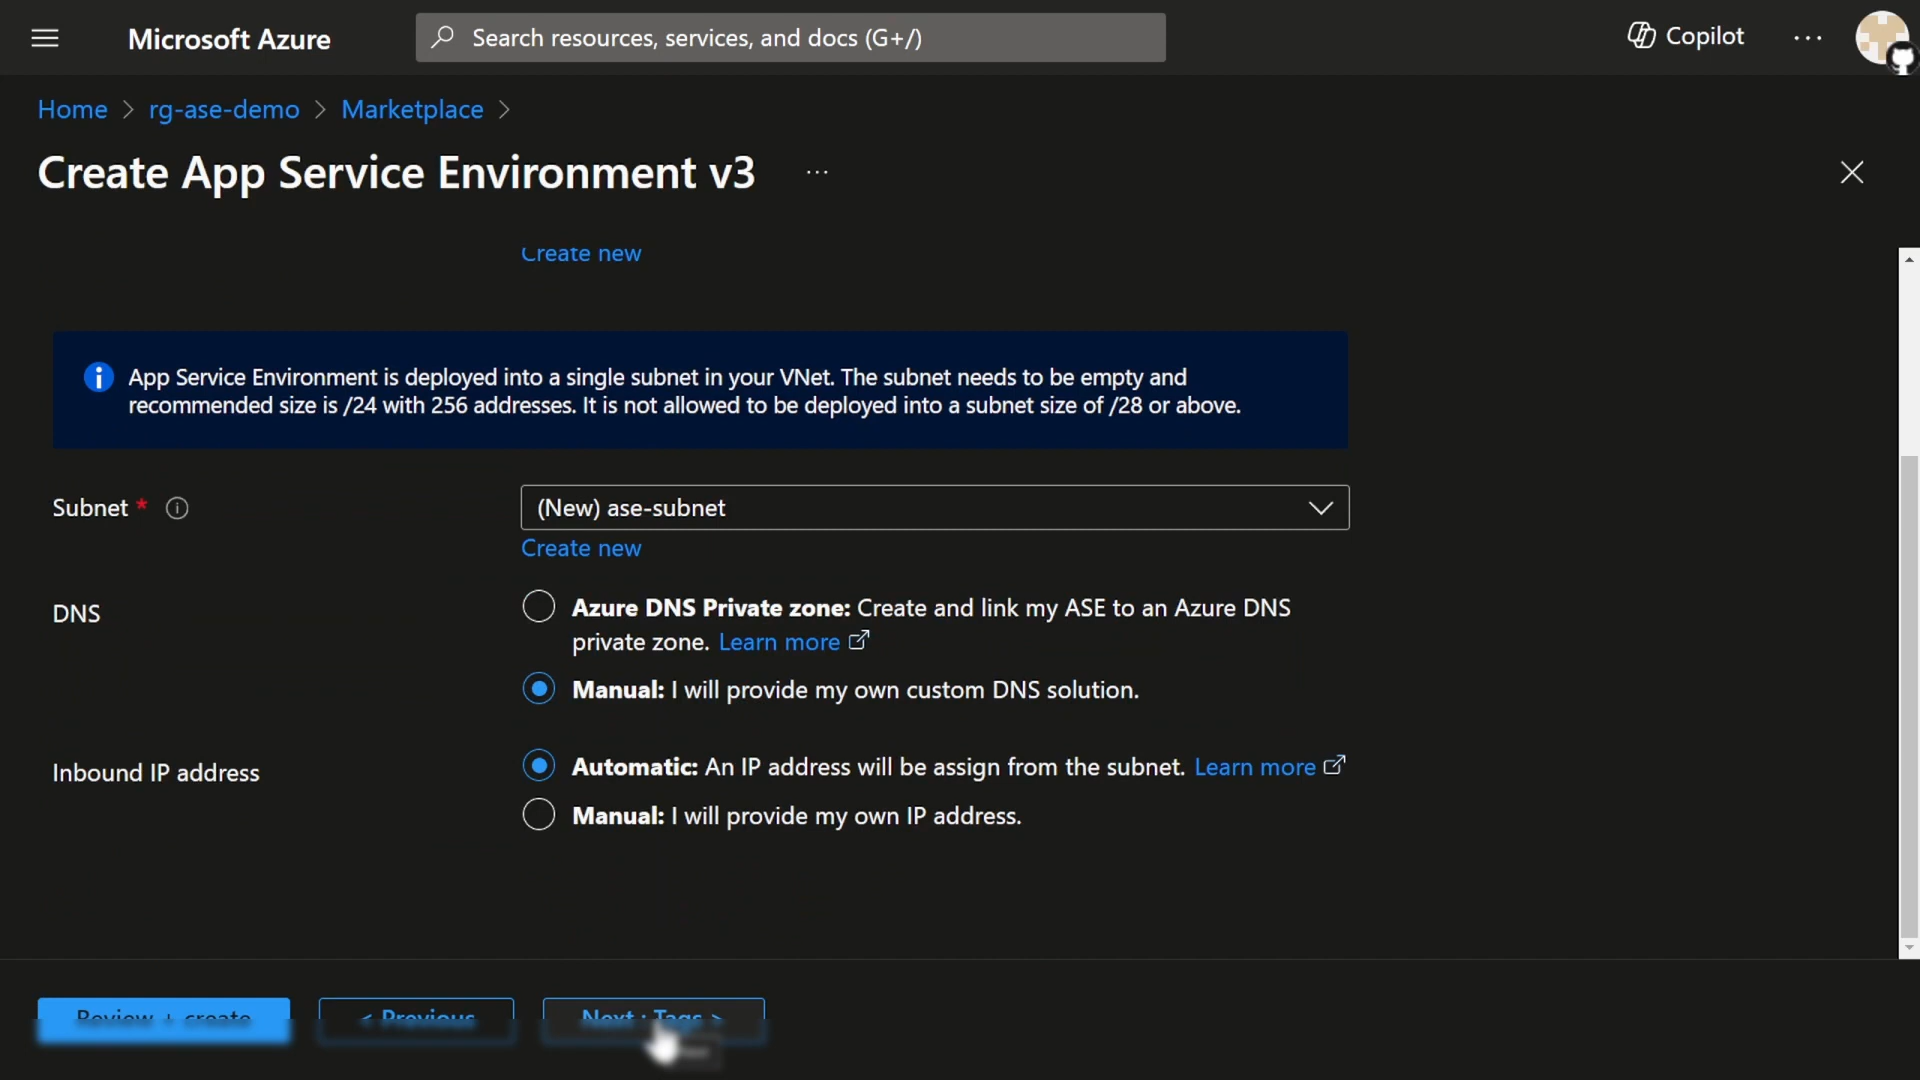 Microsoft Azure
Search resources, services, and docs (G+/)
Copilot
Home > rg-ase-demo > Marketplace >
Create App Service Environment v3
Create new
App Service Environment is deployed into a single subnet in your VNet. The subnet needs to be empty and
recommended size is /24 with 256 addresses. It is not allowed to be deployed into a subnet size of /28 or above.
Subnet *
(New) ase-subnet
Create new
DNS
Azure DNS Private zone: Create and link my ASE to an Azure DNS
private zone. Learn more
Manual: I will provide my own custom DNS solution.
Inbound IP address
Automatic: An IP address will be assign from the subnet. Learn more
Manual: I will provide my own IP address.
Review + create
< Previous
Next : Tags >